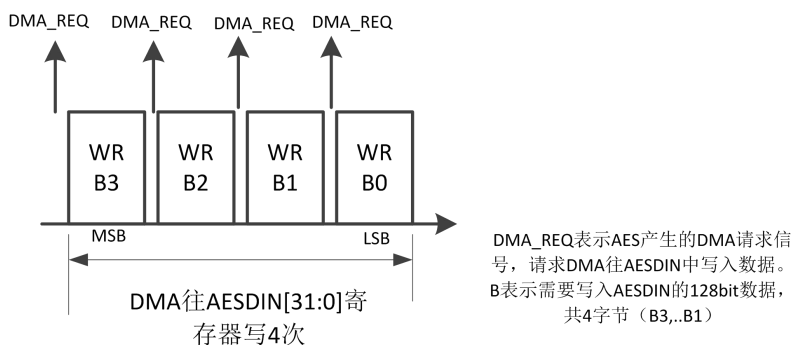 DMA_REQ DMA_REQ DMA_REQ DMA_REQ
WR WR WR WR
B3 B2 B1 B0
MSB LSB
DMA往AESDIN[31:0]寄
存器写4次
DMA_REQ表示AES产生的DMA请求信
号，请求DMA往AESDIN中写入数据。
B表示需要写入AESDIN的128bit数据，
共4字节（B3,..B1）